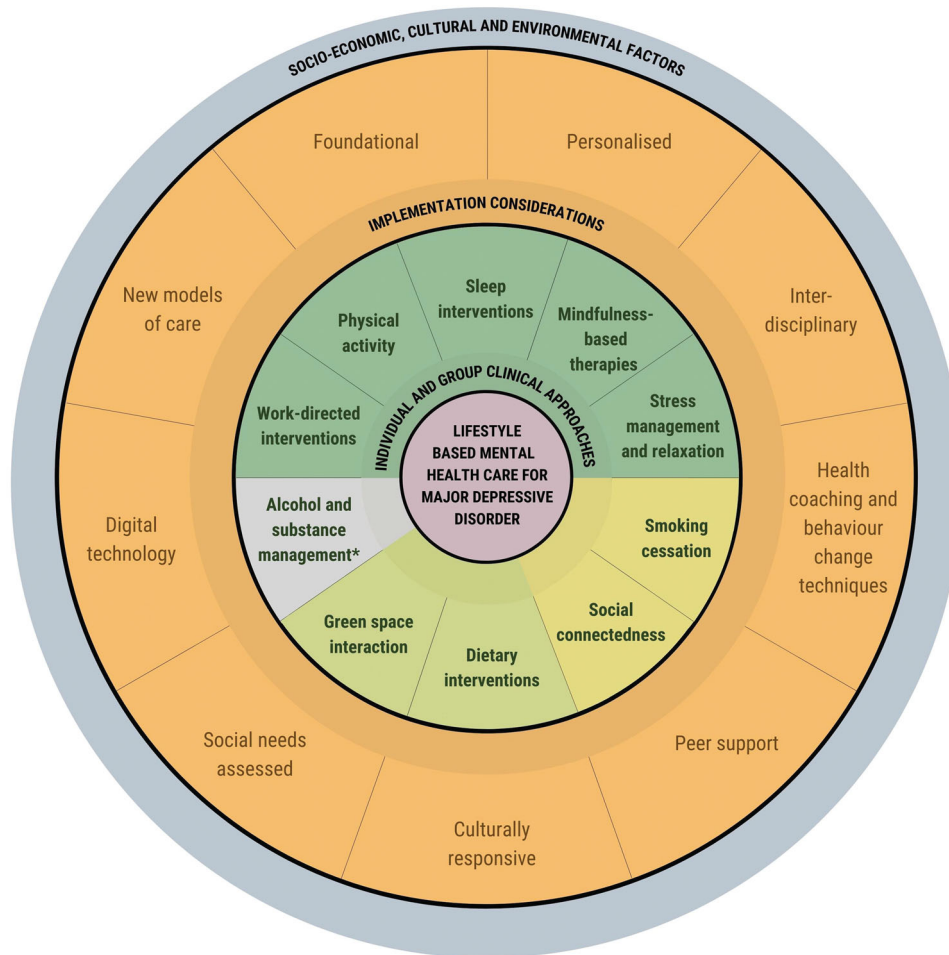 SOCIO-ECONOMIC, CULTURAL AND ENVIRONMENTAL FACTORS
Foundational
Personalised
IMPLEMENTATION CONSIDERATIONS
New models
of care
Inter-
disciplinary
Sleep
interventions
Physical
activity
Mindfulness-
based
therapies
Work-directed
interventions
INDIVIDUAL AND GROUP CLINICAL APPROACHES
Stress
management
and relaxation
LIFESTYLE
BASED MENTAL
HEALTH CARE FOR
MAJOR DEPRESSIVE
DISORDER
Digital
technology
Alcohol and
substance
management*
Smoking
cessation
Health
coaching and
behaviour
change
techniques
Green space
interaction
Dietary
interventions
Social
connectedness
Social needs
assessed
Culturally
responsive
Peer support